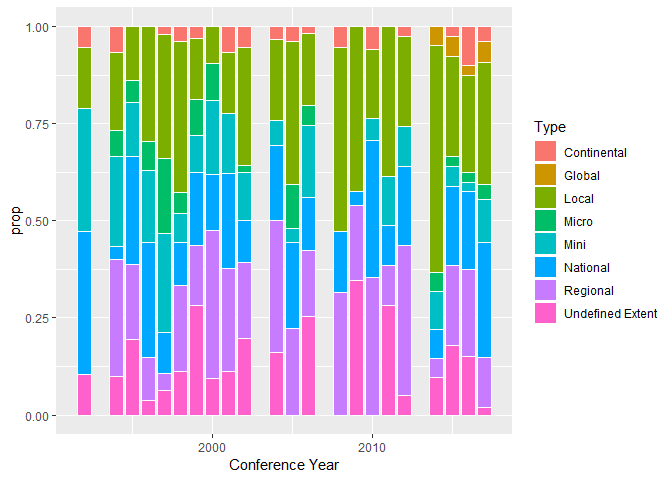 1.00
0.75
0.50
0.25
0.00
prop
2000
2010
Conference Year
Type
Continental
Global
Local
Micro
Mini
National
Regional
Undefined Extent